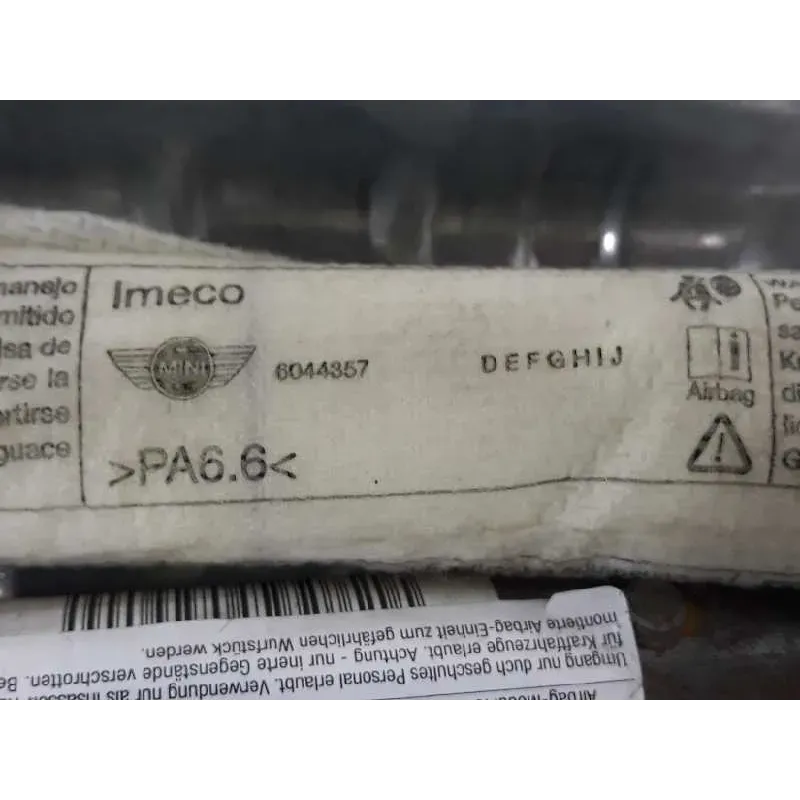 manejo
mitido
lsa de
rse la
ertirse
guace
Imeco
MINI
6044357
DEFGHIJ
>PA6.6<
Airbag
Umgang nur duch geschultes Personal erlaubt. Verwendung nur als
für Kraftfahrzeuge erlaubt. Achtung - nur inerte Gegenstände verschrotten. Be
montierte Airbag-Einheit zum gefährlichen Wurfstück werden.